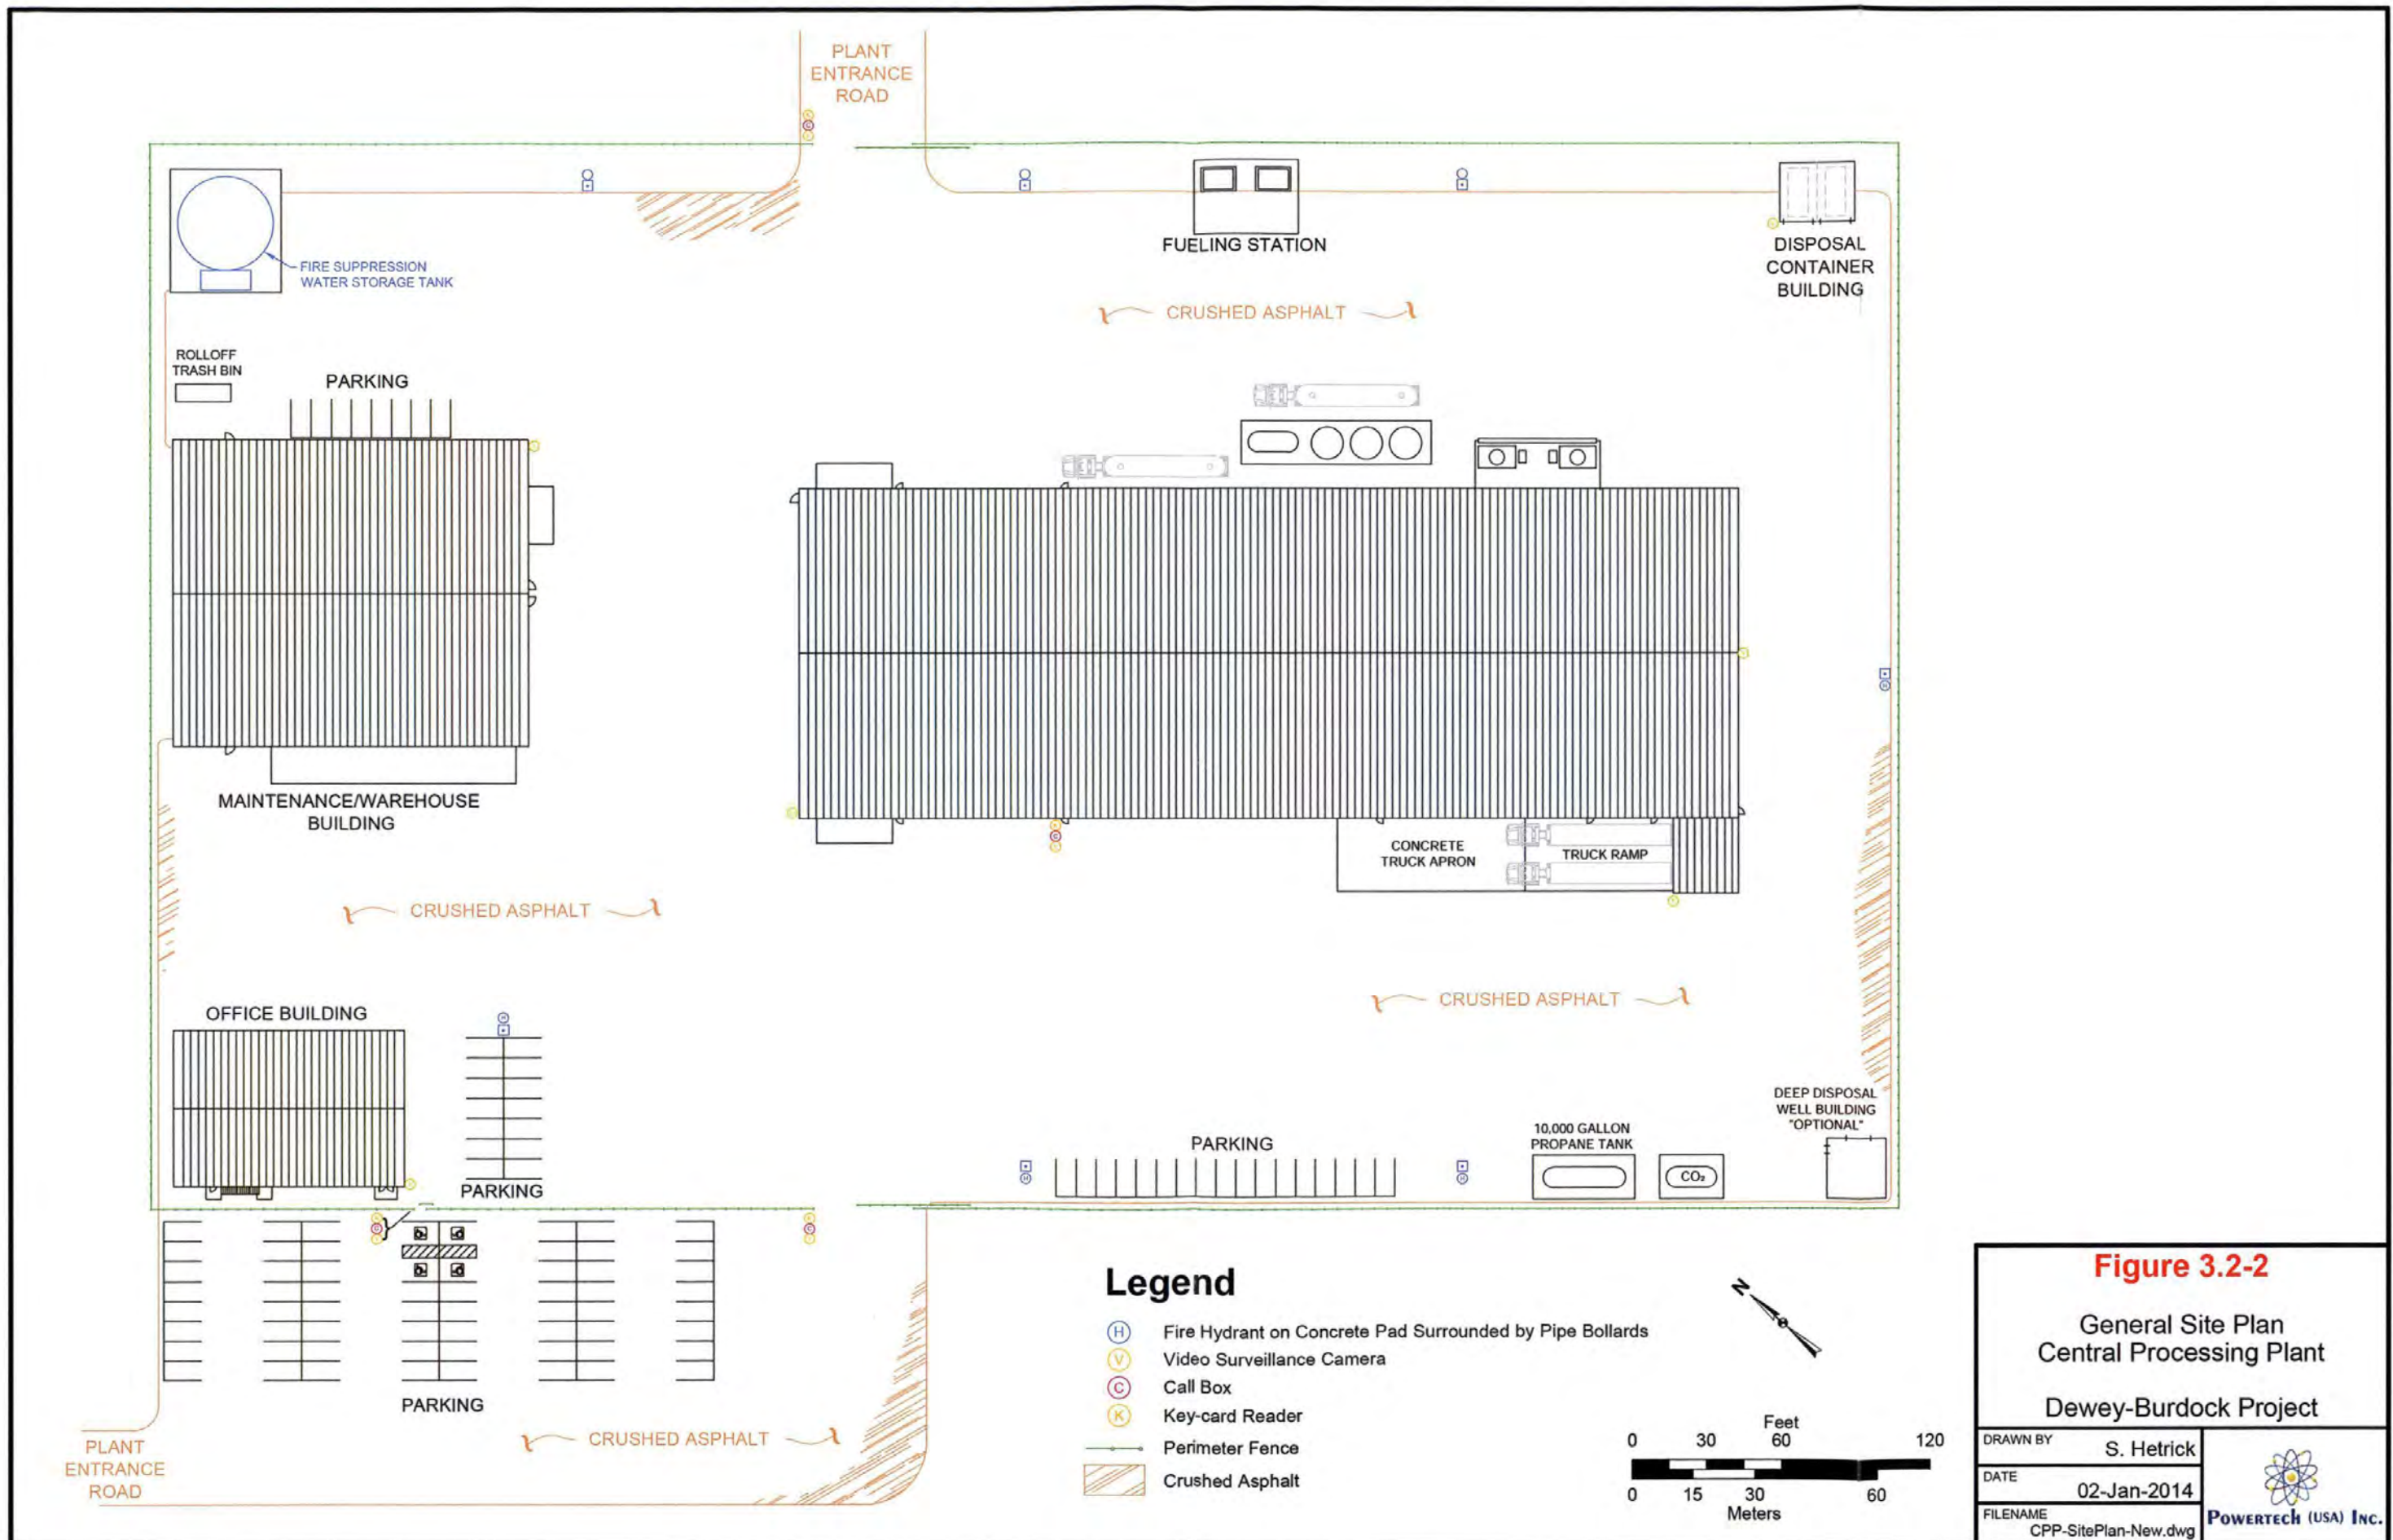 PLANT
ENTRANCE
ROAD
FIRE SUPPRESSION
WATER STORAGE TANK
FUELING STATION
DISPOSAL
CONTAINER
BUILDING
CRUSHED ASPHALT
ROLLOFF
TRASH BIN
PARKING
MAINTENANCE/WAREHOUSE
BUILDING
CONCRETE
TRUCK APRON
TRUCK RAMP
CRUSHED ASPHALT
CRUSHED ASPHALT
OFFICE BUILDING
PARKING
PARKING
10,000 GALLON
PROPANE TANK
CO₂
DEEP DISPOSAL
WELL BUILDING
"OPTIONAL"
PARKING
CRUSHED ASPHALT
PLANT
ENTRANCE
ROAD
Legend
H Fire Hydrant on Concrete Pad Surrounded by Pipe Bollards
V Video Surveillance Camera
C Call Box
K Key-card Reader
Perimeter Fence
Crushed Asphalt
N
Feet
0 30 60 120
0 15 30 60
Meters
Figure 3.2-2
General Site Plan
Central Processing Plant
Dewey-Burdock Project
DRAWN BY S. Hetrick
DATE 02-Jan-2014
FILENAME CPP-SitePlan-New.dwg
POWERTECH (USA) INC.